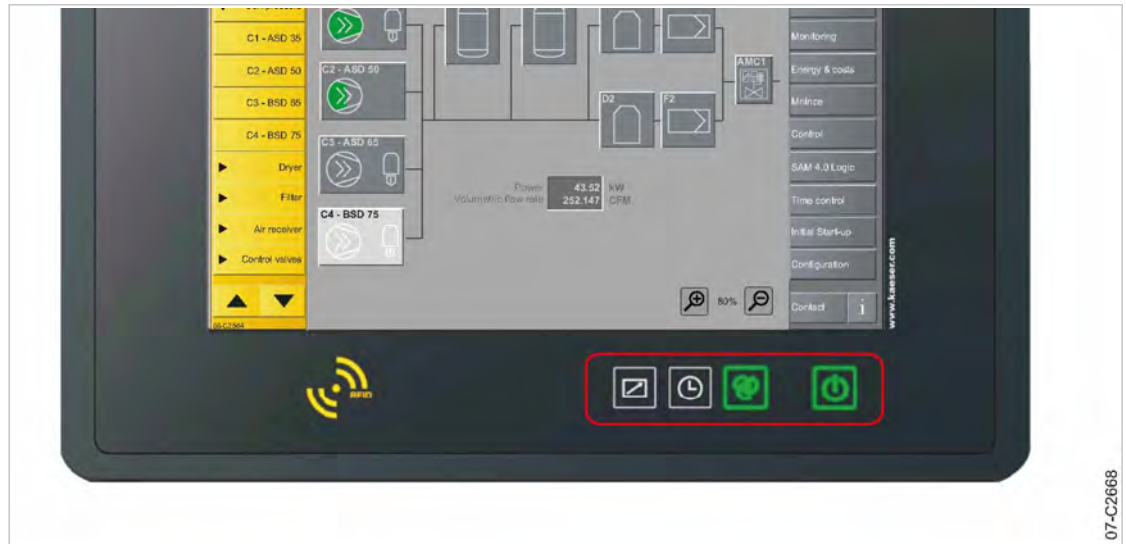 C1 - ASD 35
C2 - ASD 50
C3 - BSD 65
C4 - BSD 75
Dryer
Filter
Air receiver
Control valves
C2 - ASD 50
C3 - ASD 65
C4 - BSD 75
D2
F2
AMC1
Power 43.52 kW
Volumetric flow rate 252.147 CFM
80%
Monitoring
Energy & costs
Mntnce
Control
SAM 4.0 Logic
Time control
Initial Start-up
Configuration
Contact i
www.kaeser.com
RFID
07-C2668